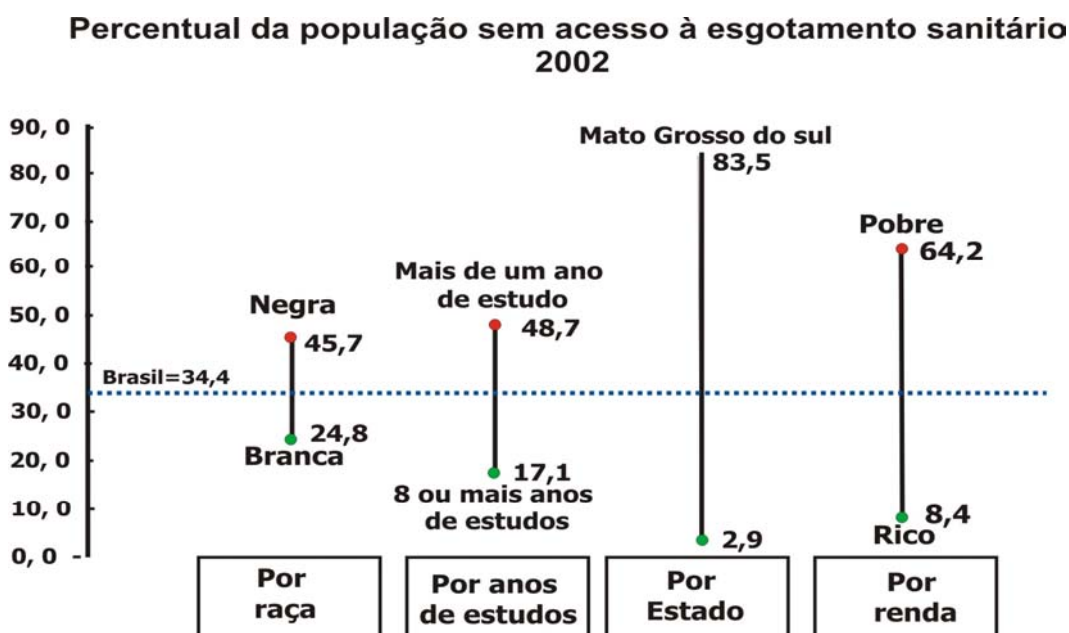 Percentual da população sem acesso à esgotamento sanitário
2002
90, 0
80, 0
70, 0
60, 0
50, 0
40, 0
30, 0
20, 0
10, 0
0, 0
Brasil=34,4
Negra
45,7
24,8
Branca
Mais de um ano
de estudo
48,7
17,1
8 ou mais anos
de estudos
Mato Grosso do sul
83,5
2,9
Pobre
64,2
8,4
Rico
Por
raça
Por anos
de estudos
Por
Estado
Por
renda